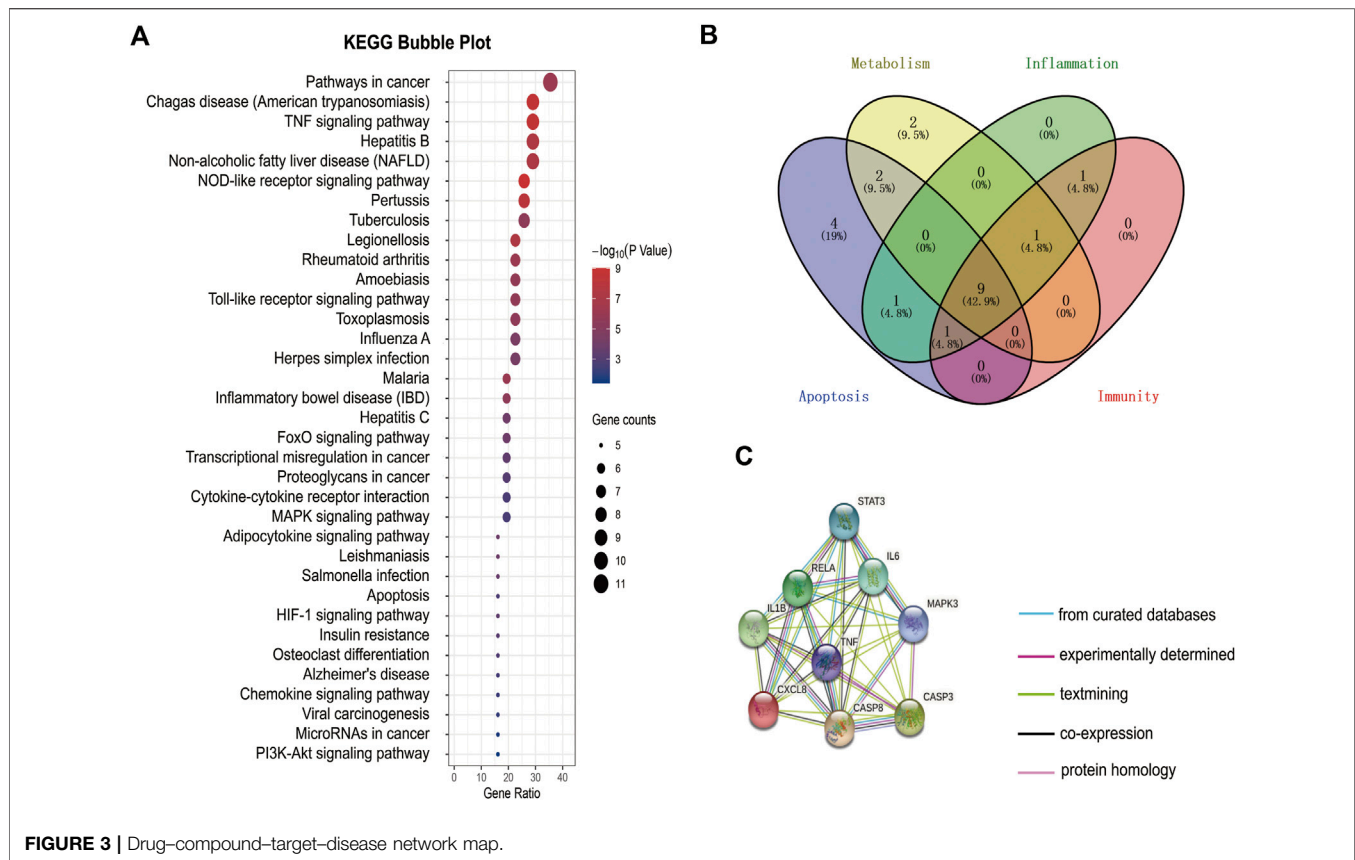 A
KEGG Bubble Plot
Pathways in cancer
Chagas disease (American trypanosomiasis)
TNF signaling pathway
Hepatitis B
Non-alcoholic fatty liver disease (NAFLD)
NOD-like receptor signaling pathway
Pertussis
Tuberculosis
Legionellosis
Rheumatoid arthritis
Amoebiasis
Toll-like receptor signaling pathway
Toxoplasmosis
Influenza A
Herpes simplex infection
Malaria
Inflammatory bowel disease (IBD)
Hepatitis C
FoxO signaling pathway
Transcriptional misregulation in cancer
Proteoglycans in cancer
Cytokine-cytokine receptor interaction
MAPK signaling pathway
Adipocytokine signaling pathway
Leishmaniasis
Salmonella infection
Apoptosis
HIF-1 signaling pathway
Insulin resistance
Osteoclast differentiation
Alzheimer's disease
Chemokine signaling pathway
Viral carcinogenesis
MicroRNAs in cancer
PI3K-Akt signaling pathway
0 10 20 30 40
Gene Ratio
−log10(P Value)
9
7
5
3
Gene counts
5
6
7
8
9
10
11
B
Metabolism
Inflammation
2
(9.5%)
0
(0%)
2
(9.5%)
0
(0%)
1
(4.8%)
4
(19%)
0
(0%)
1
(4.8%)
0
(0%)
1
(4.8%)
9
(42.9%)
0
(0%)
1
(4.8%)
0
(0%)
0
(0%)
Apoptosis
Immunity
C
STAT3
IL6
RELA
MAPK3
IL1B
TNF
CXCL8
CASP8
CASP3
from curated databases
experimentally determined
textmining
co-expression
protein homology
FIGURE 3 | Drug–compound–target–disease network map.